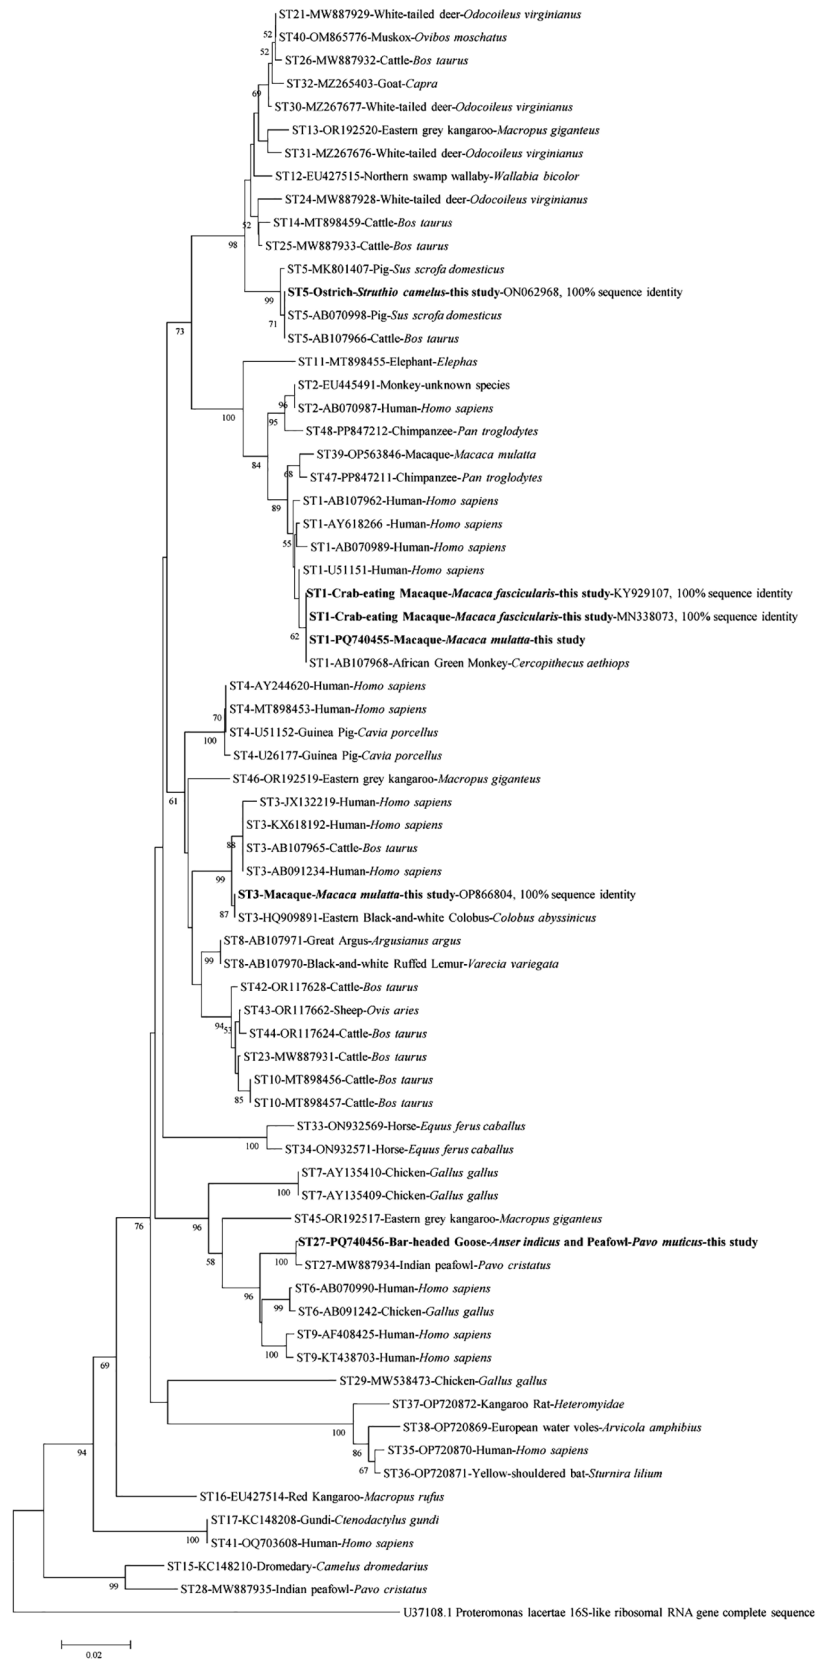 ST21-MW887929-White-tailed deer-Odocoileus virginianus
52
ST40-OM865776-Muskox-Ovibos moschatus
52
ST26-MW887932-Cattle-Bos taurus
ST32-MZ265403-Goat-Capra
69
ST30-MZ267677-White-tailed deer-Odocoileus virginianus
ST13-OR192520-Eastern grey kangaroo-Macropus giganteus
ST31-MZ267676-White-tailed deer-Odocoileus virginianus
ST12-EU427515-Northern swamp wallaby-Wallabia bicolor
ST24-MW887928-White-tailed deer-Odocoileus virginianus
52
ST14-MT898459-Cattle-Bos taurus
98
ST25-MW887933-Cattle-Bos taurus
ST5-MK801407-Pig-Sus scrofa domesticus
99
ST5-Ostrich-Struthio camelus-this study-ON062968, 100% sequence identity
ST5-AB070998-Pig-Sus scrofa domesticus
71
73
ST5-AB107966-Cattle-Bos taurus
ST11-MT898455-Elephant-Elephas
ST2-EU445491-Monkey-unknown species
96
ST2-AB070987-Human-Homo sapiens
100
95
ST48-PP847212-Chimpanzee-Pan troglodytes
ST39-OP563846-Macaque-Macaca mulatta
84
68
ST47-PP847211-Chimpanzee-Pan troglodytes
ST1-AB107962-Human-Homo sapiens
89
ST1-AY618266 -Human-Homo sapiens
55
ST1-AB070989-Human-Homo sapiens
ST1-U51151-Human-Homo sapiens
ST1-Crab-eating Macaque-Macaca fascicularis-this study-KY929107, 100% sequence identity
ST1-Crab-eating Macaque-Macaca fascicularis-this study-MN338073, 100% sequence identity
62
ST1-PQ740455-Macaque-Macaca mulatta-this study
ST1-AB107968-African Green Monkey-Cercopithecus aethiops
ST4-AY244620-Human-Homo sapiens
ST4-MT898453-Human-Homo sapiens
70
ST4-U51152-Guinea Pig-Cavia porcellus
100
ST4-U26177-Guinea Pig-Cavia porcellus
ST46-OR192519-Eastern grey kangaroo-Macropus giganteus
61
ST3-JX132219-Human-Homo sapiens
ST3-KX618192-Human-Homo sapiens
88
ST3-AB107965-Cattle-Bos taurus
ST3-AB091234-Human-Homo sapiens
99
ST3-Macaque-Macaca mulatta-this study-OP866804, 100% sequence identity
87
ST3-HQ909891-Eastern Black-and-white Colobus-Colobus abyssinicus
ST8-AB107971-Great Argus-Argusianus argus
99
ST8-AB107970-Black-and-white Ruffed Lemur-Varecia variegata
ST42-OR117628-Cattle-Bos taurus
ST43-OR117662-Sheep-Ovis aries
94
53
ST44-OR117624-Cattle-Bos taurus
ST23-MW887931-Cattle-Bos taurus
ST10-MT898456-Cattle-Bos taurus
85
ST10-MT898457-Cattle-Bos taurus
ST33-ON932569-Horse-Equus ferus caballus
100
ST34-ON932571-Horse-Equus ferus caballus
ST7-AY135410-Chicken-Gallus gallus
100
ST7-AY135409-Chicken-Gallus gallus
76
96
ST45-OR192517-Eastern grey kangaroo-Macropus giganteus
ST27-PQ740456-Bar-headed Goose-Anser indicus and Peafowl-Pavo muticus-this study
58
100
ST27-MW887934-Indian peafowl-Pavo cristatus
ST6-AB070990-Human-Homo sapiens
96
99
ST6-AB091242-Chicken-Gallus gallus
ST9-AF408425-Human-Homo sapiens
100
ST9-KT438703-Human-Homo sapiens
69
ST29-MW538473-Chicken-Gallus gallus
ST37-OP720872-Kangaroo Rat-Heteromyidae
100
ST38-OP720869-European water voles-Arvicola amphibius
94
86
ST35-OP720870-Human-Homo sapiens
67
ST36-OP720871-Yellow-shouldered bat-Sturnira lilium
ST16-EU427514-Red Kangaroo-Macropus rufus
ST17-KC148208-Gundi-Ctenodactylus gundi
100
ST41-OQ703608-Human-Homo sapiens
ST15-KC148210-Dromedary-Camelus dromedarius
99
ST28-MW887935-Indian peafowl-Pavo cristatus
U37108.1 Proteromonas lacertae 16S-like ribosomal RNA gene complete sequence
0.02